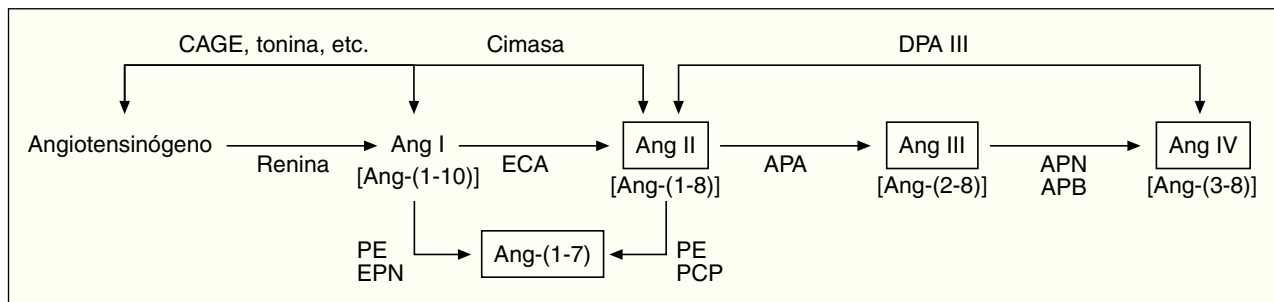 CAGE, tonina, etc.
Cimasa
DPA III
Angiotensinógeno
Renina
Ang I
[Ang-(1-10)]
ECA
Ang II
[Ang-(1-8)]
APA
Ang III
[Ang-(2-8)]
APN
APB
Ang IV
[Ang-(3-8)]
PE
EPN
Ang-(1-7)
PE
PCP